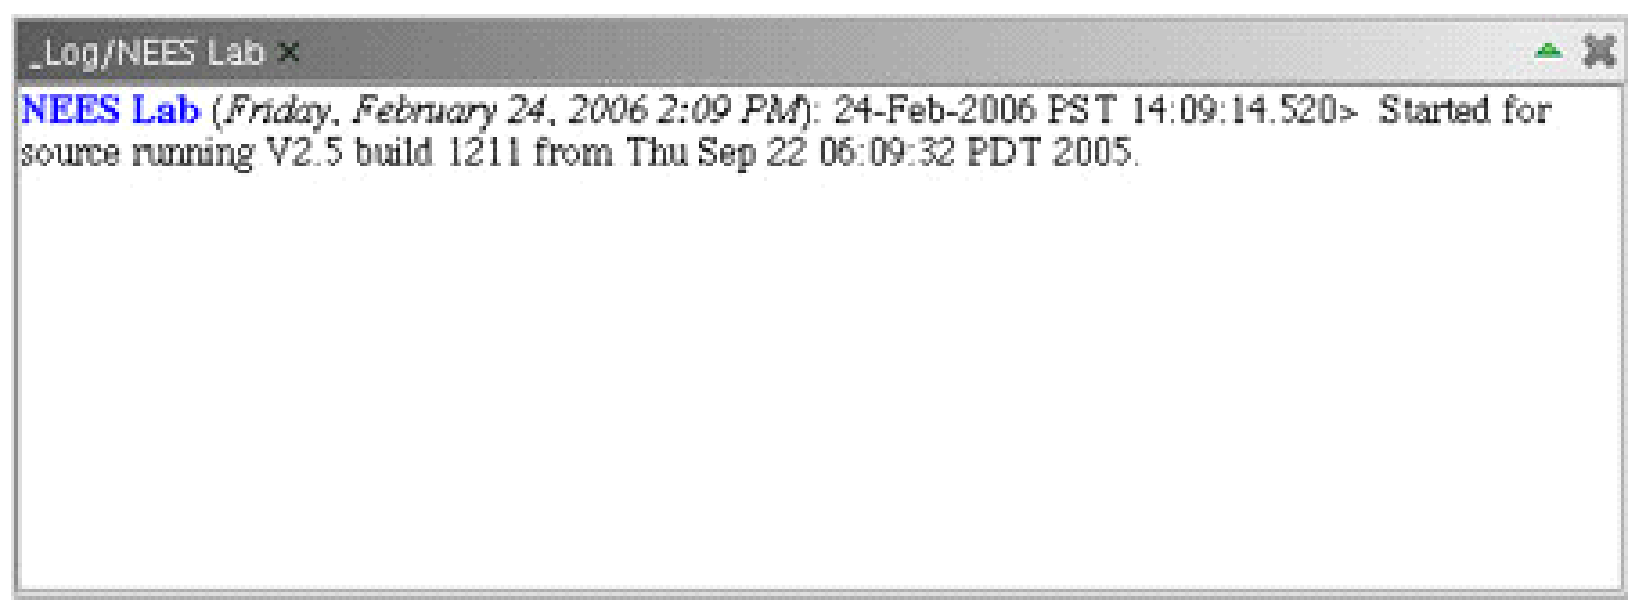 _Log/NEES Lab ×
NEES Lab (Friday, February 24, 2006 2:09 PM): 24-Feb-2006 PST 14:09:14.520>  Started for
source running V2.5 build 1211 from Thu Sep 22 06:09:32 PDT 2005.